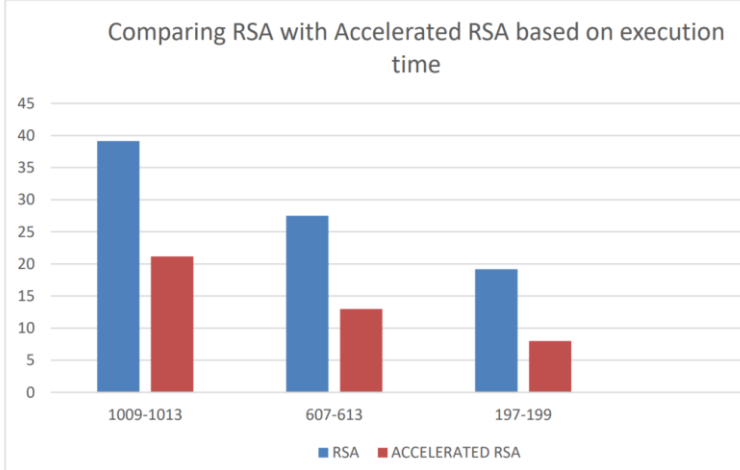 Comparing RSA with Accelerated RSA based on execution
time
45
40
35
30
25
20
15
10
5
0
1009-1013 607-613 197-199
RSA ACCELERATED RSA